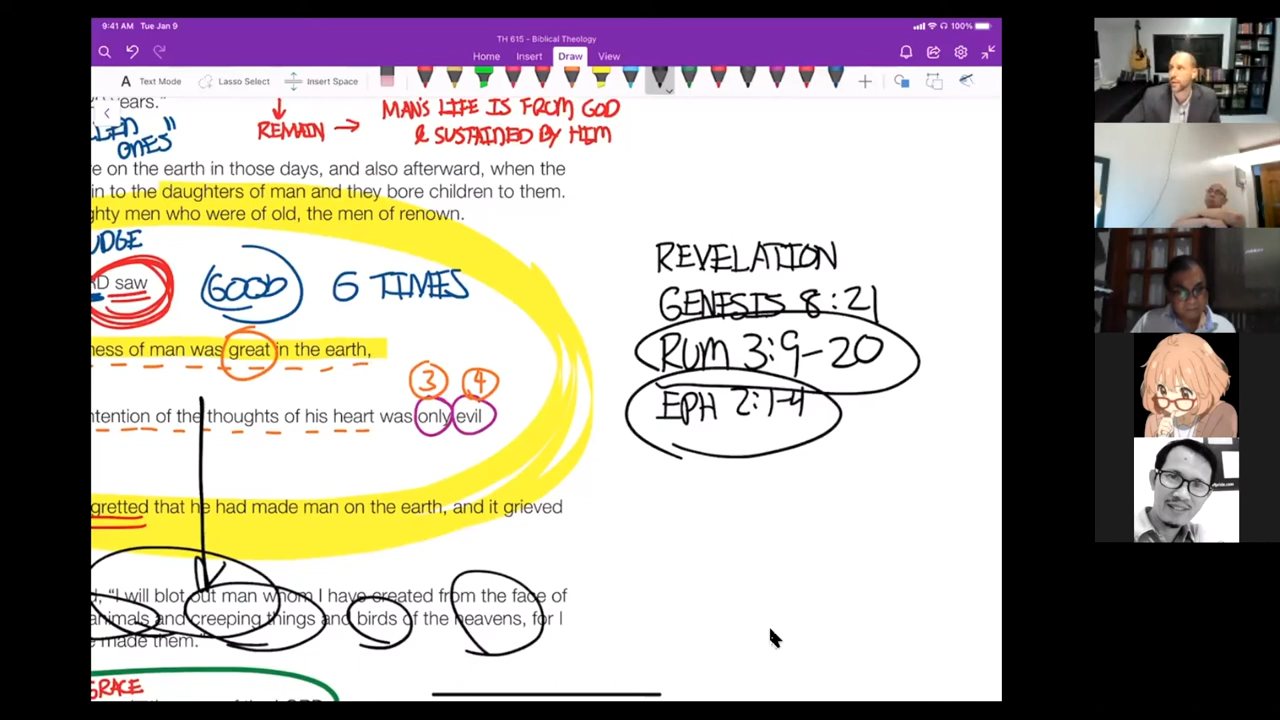 9:41 AM Tue Jan 9
100%
TH 615 - Biblical Theology
Home Insert Draw View
Text Mode Lasso Select Insert Space
years."
MAN'S LIFE IS FROM GOD
REMAIN → & SUSTAINED BY HIM
ONES"
e on the earth in those days, and also afterward, when the
in to the daughters of man and they bore children to them.
ghty men who were of old, the men of renown.
UDGE
REVELATION
D saw GOOD 6 TIMES
GENESIS 8:21
ness of man was great in the earth,
Rum 3:9-20
3 4
EPH 2:1-4
tention of the thoughts of his heart was only evil
gretted that he had made man on the earth, and it grieved
d, "I will blot out man whom I have created from the face of
animals and creeping things and birds of the heavens, for I
made them."
GRACE